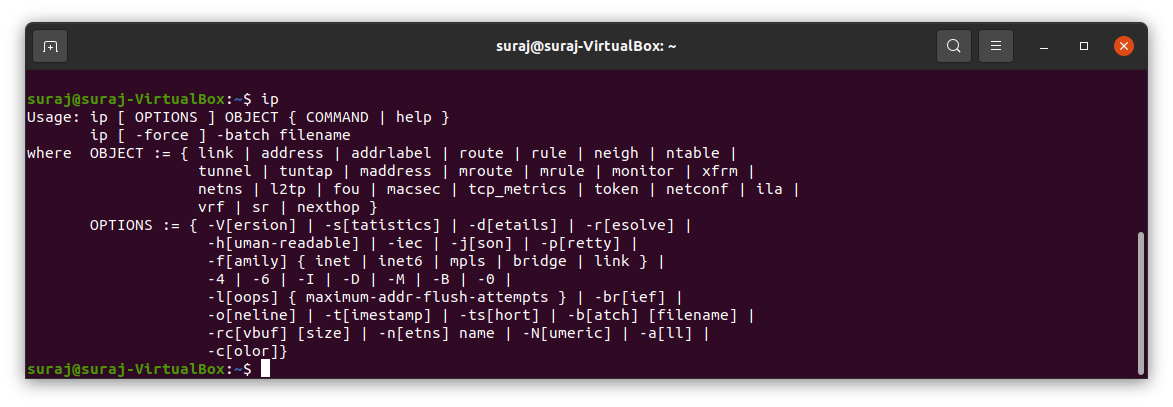 suraj@suraj-VirtualBox: ~
suraj@suraj-VirtualBox:~$ ip
Usage: ip [ OPTIONS ] OBJECT { COMMAND | help }
       ip [ -force ] -batch filename
where  OBJECT := { link | address | addrlabel | route | rule | neigh | ntable |
                   tunnel | tuntap | maddress | mroute | mrule | monitor | xfrm |
                   netns | l2tp | fou | macsec | tcp_metrics | token | netconf | ila |
                   vrf | sr | nexthop }
       OPTIONS := { -V[ersion] | -s[tatistics] | -d[etails] | -r[esolve] |
                    -h[uman-readable] | -iec | -j[son] | -p[retty] |
                    -f[amily] { inet | inet6 | mpls | bridge | link } |
                    -4 | -6 | -I | -D | -M | -B | -0 |
                    -l[oops] { maximum-addr-flush-attempts } | -br[ief] |
                    -o[neline] | -t[imestamp] | -ts[hort] | -b[atch] [filename] |
                    -rc[vbuf] [size] | -n[etns] name | -N[umeric] | -a[ll] |
                    -c[olor]}
suraj@suraj-VirtualBox:~$